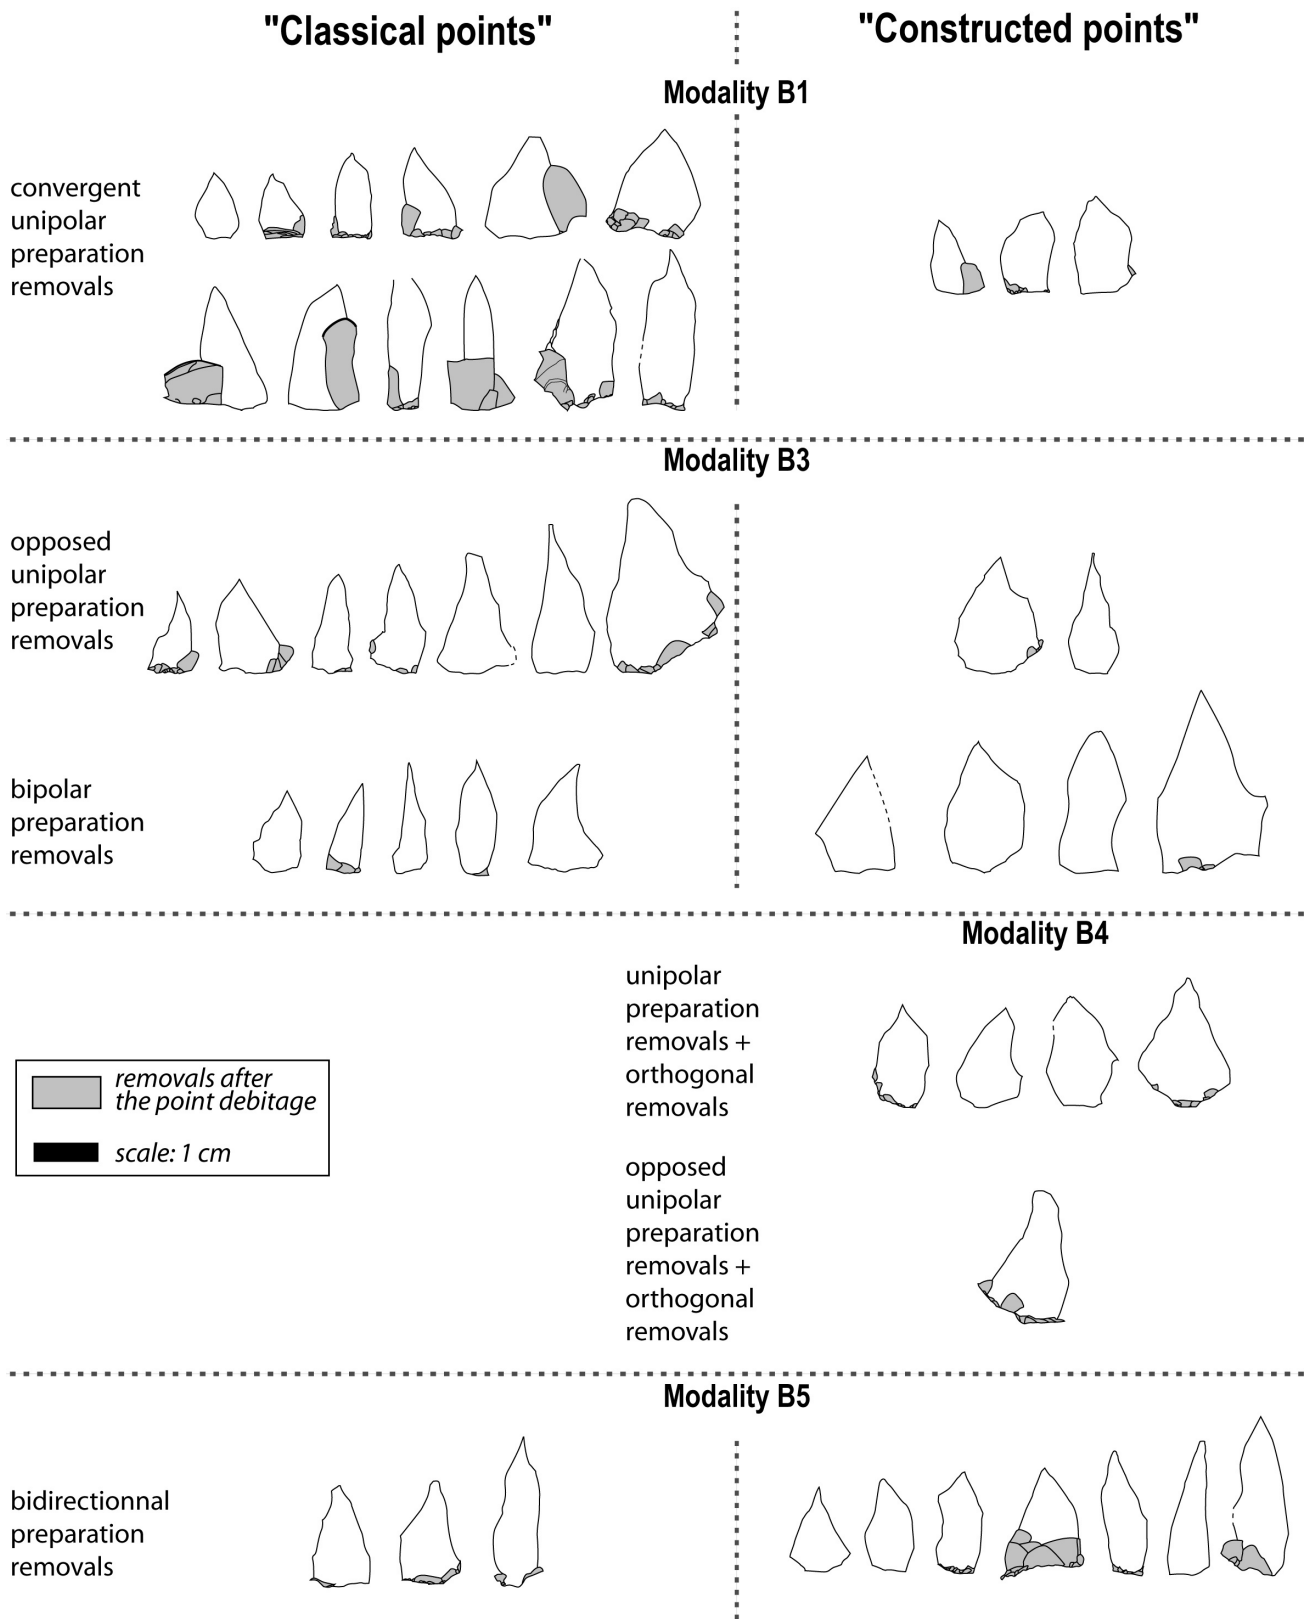 "Classical points"
"Constructed points"
Modality B1
convergent
unipolar
preparation
removals
Modality B3
opposed
unipolar
preparation
removals
bipolar
preparation
removals
Modality B4
unipolar
preparation
removals +
orthogonal
removals
removals after
the point debitage
scale: 1 cm
opposed
unipolar
preparation
removals +
orthogonal
removals
Modality B5
bidirectionnal
preparation
removals